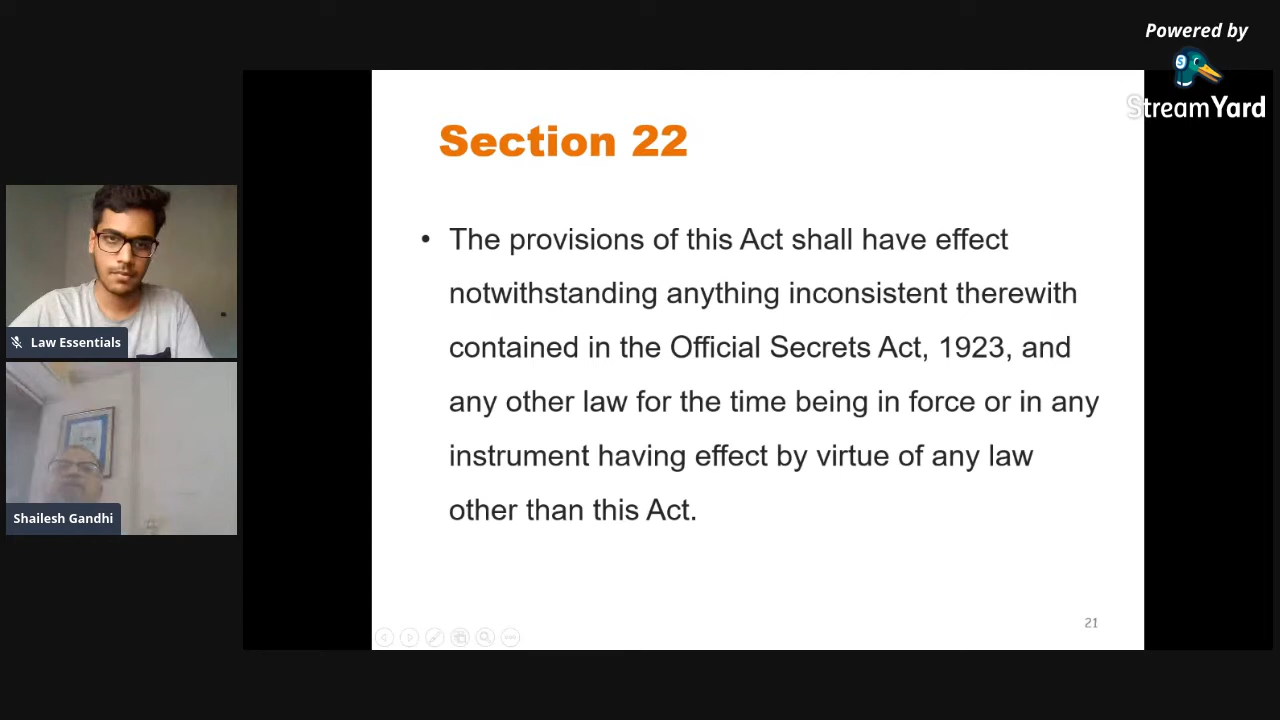 Powered by
StreamYard
Section 22
• The provisions of this Act shall have effect
notwithstanding anything inconsistent therewith
contained in the Official Secrets Act, 1923, and
any other law for the time being in force or in any
instrument having effect by virtue of any law
other than this Act.
21
Law Essentials
Shailesh Gandhi